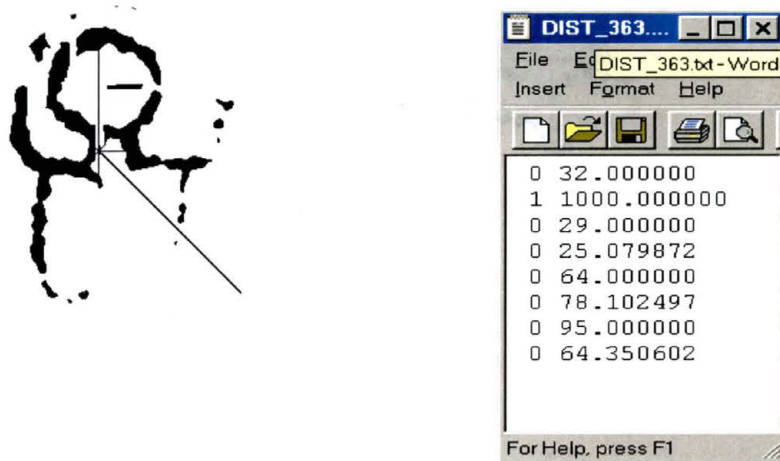 DIST_363....
File
DIST_363.txt - Word
Insert Format Help
0 32.000000
1 1000.000000
0 29.000000
0 25.079872
0 64.000000
0 78.102497
0 95.000000
0 64.350602
For Help, press F1